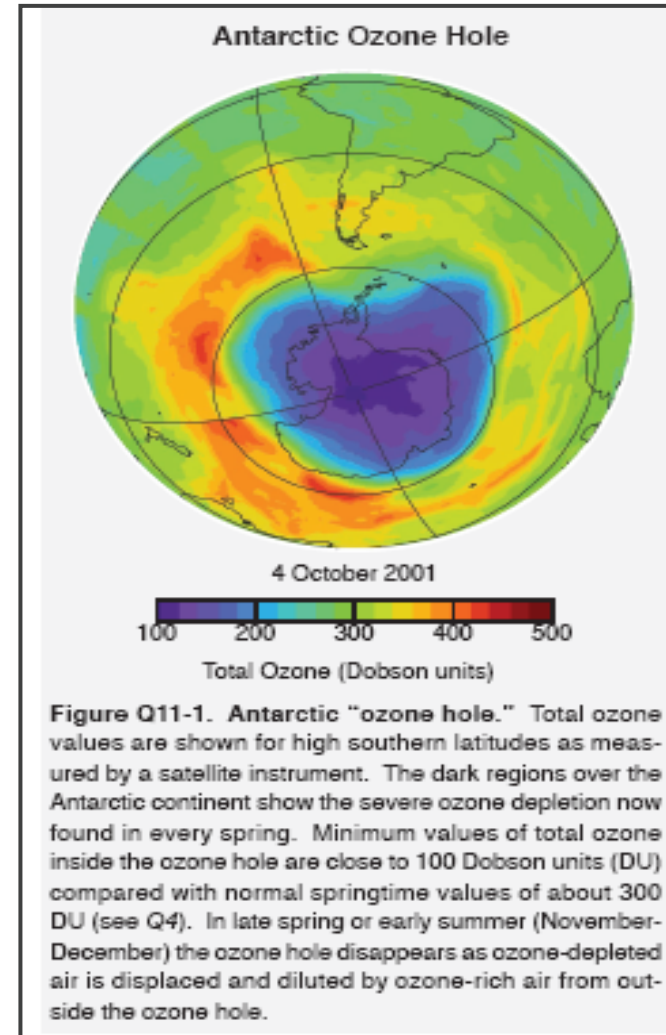 Antarctic Ozone Hole
4 October 2001
100 200 300 400 500
Total Ozone (Dobson units)
Figure Q11-1. Antarctic “ozone hole.” Total ozone
values are shown for high southern latitudes as meas-
ured by a satellite instrument. The dark regions over the
Antarctic continent show the severe ozone depletion now
found in every spring. Minimum values of total ozone
inside the ozone hole are close to 100 Dobson units (DU)
compared with normal springtime values of about 300
DU (see Q4). In late spring or early summer (November-
December) the ozone hole disappears as ozone-depleted
air is displaced and diluted by ozone-rich air from out-
side the ozone hole.